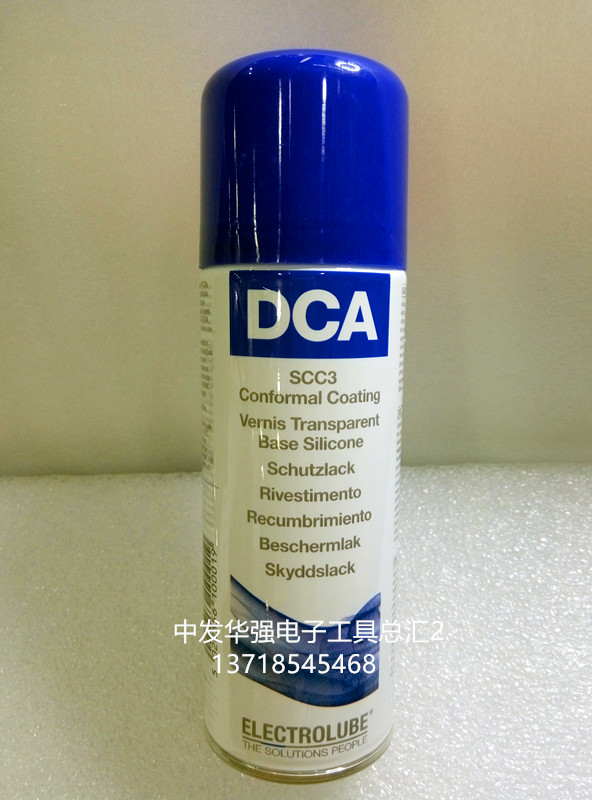 DCA
SCC3
Conformal Coating
Vernis Transparent
Base Silicone
Schutzlack
Rivestimento
Recumbrimiento
Beschermlak
Skyddslack
中发华强电子工具总汇2
13718545468
ELECTROLUBE®
THE SOLUTIONS PEOPLE